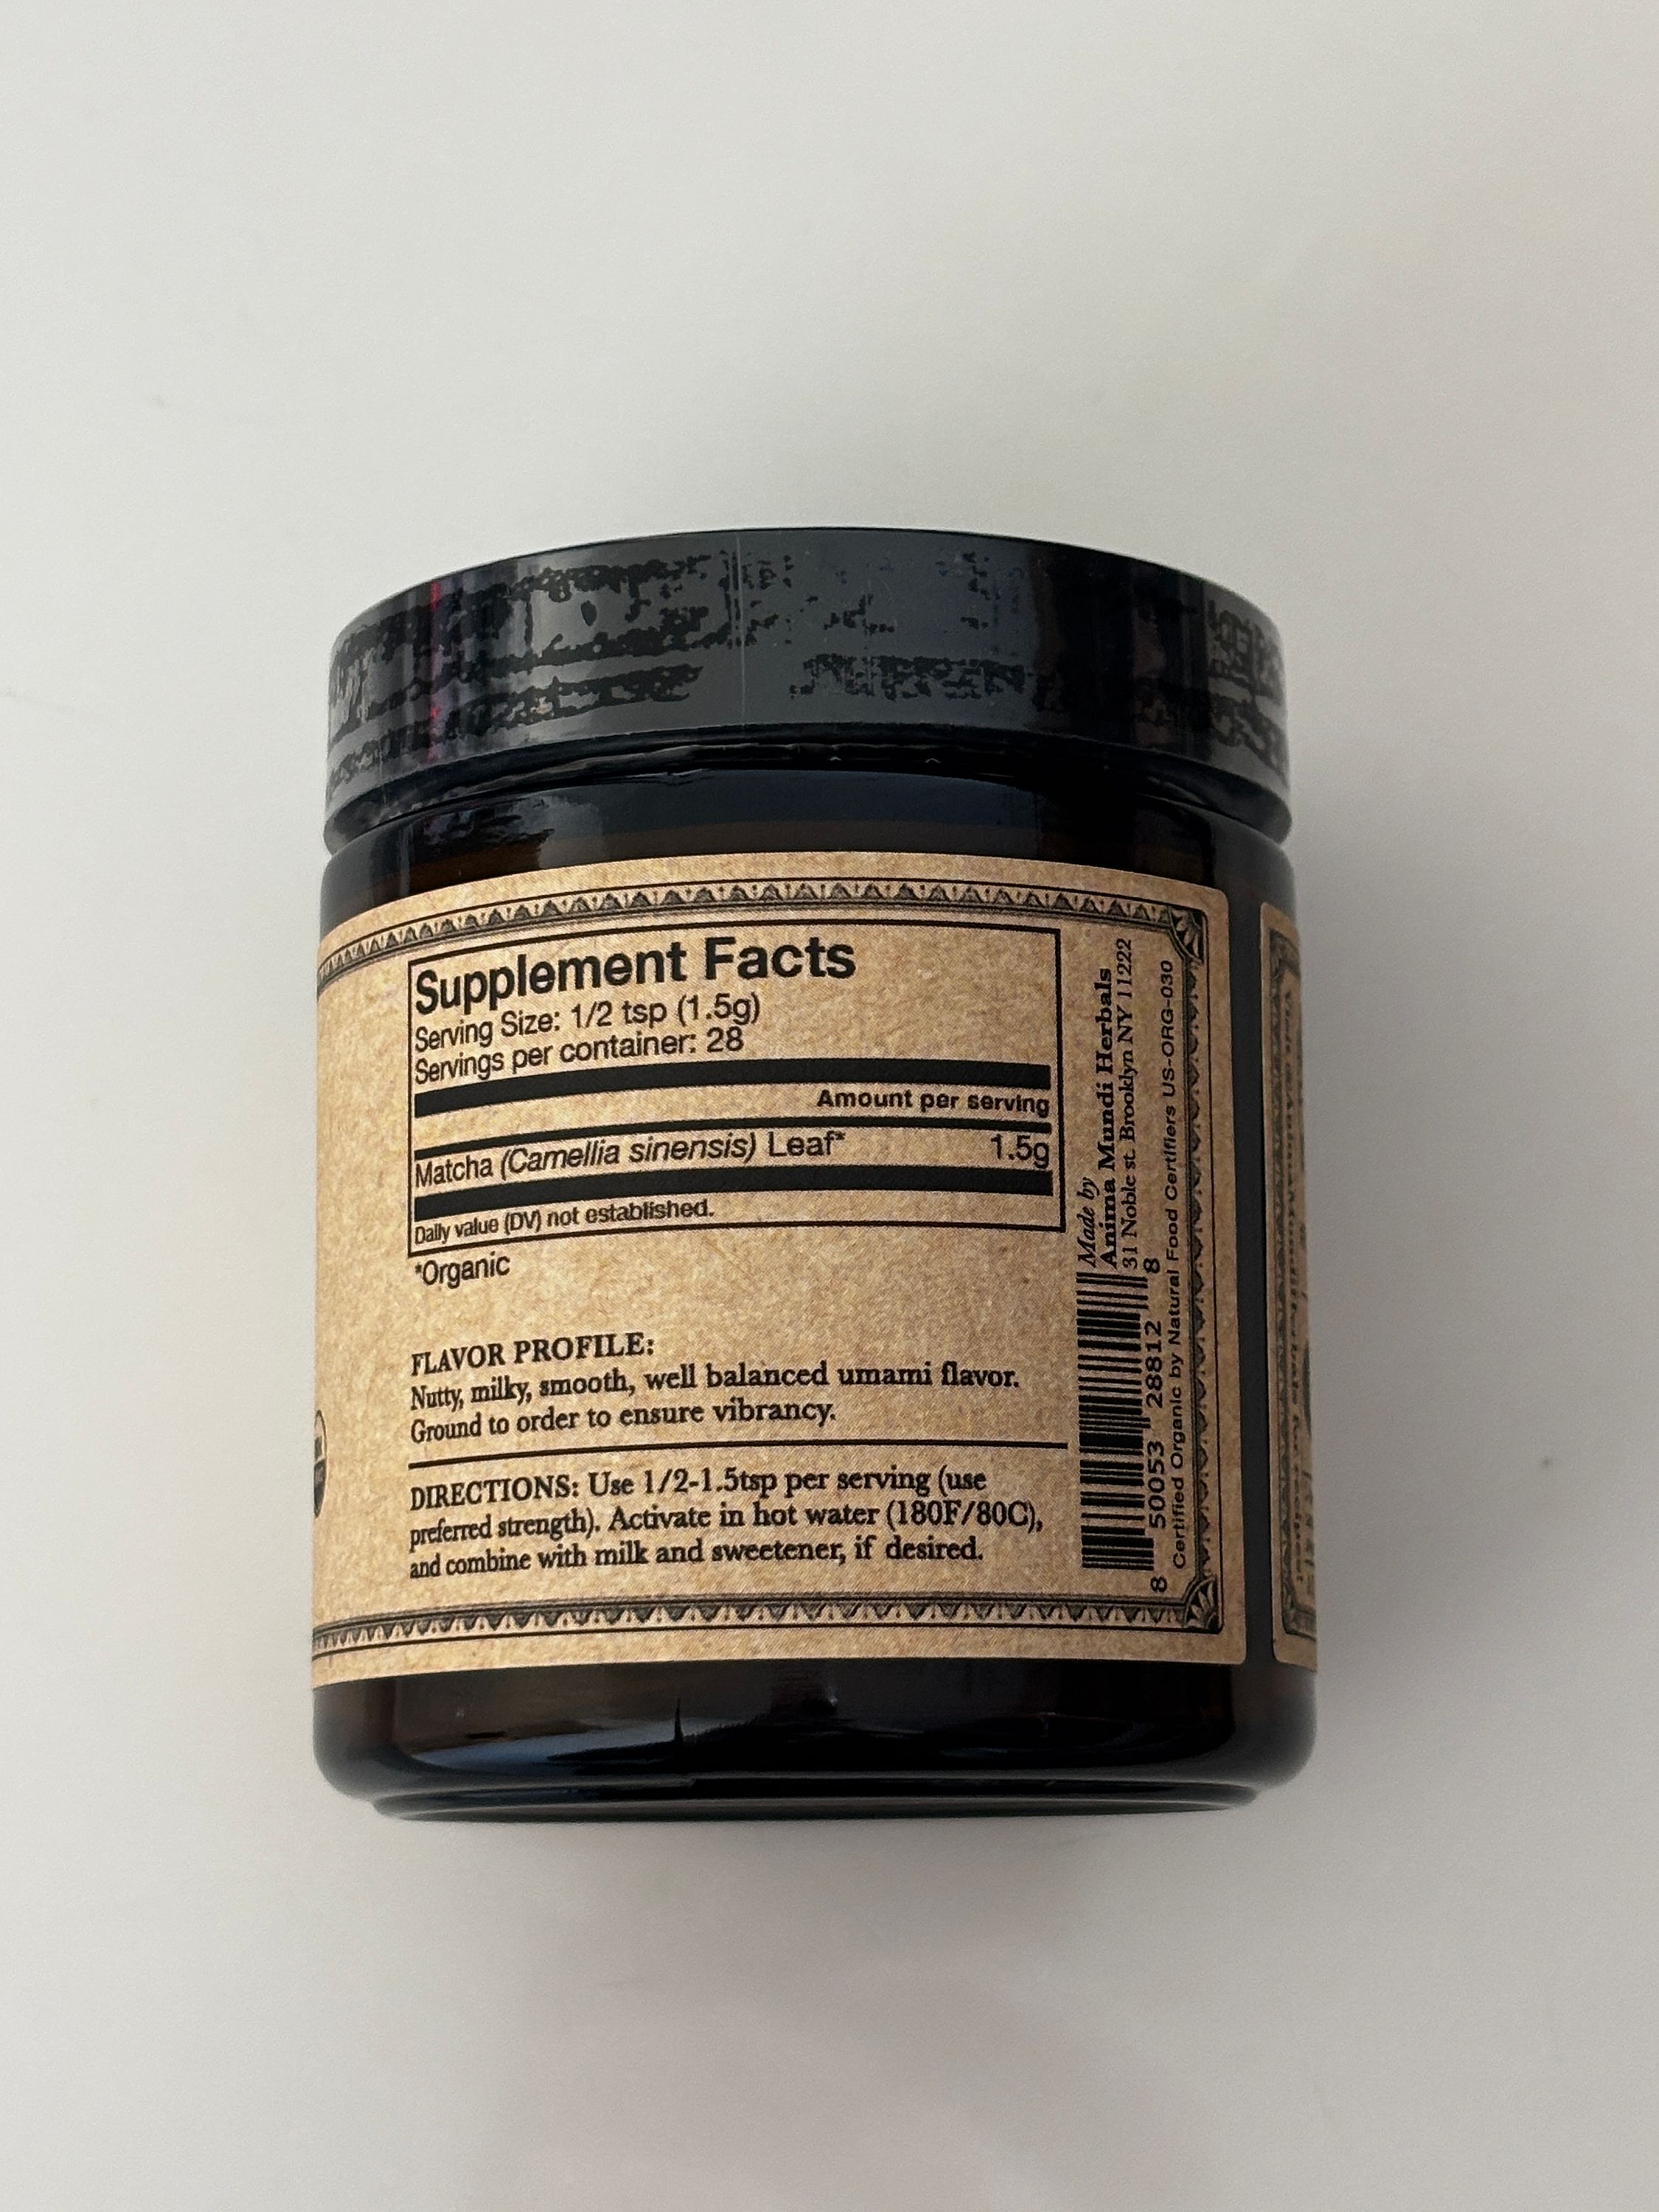 Supplement Facts
Serving Size: 1/2 tsp (1.5g)
Servings per container: 28
Amount per serving
Matcha (Camellia sinensis) Leaf* 1.5g
Daily value (DV) not established.
*Organic
FLAVOR PROFILE:
Nutty, milky, smooth, well balanced umami flavor.
Ground to order to ensure vibrancy.
DIRECTIONS: Use 1/2-1.5tsp per serving (use
preferred strength). Activate in hot water (180F/80C),
and combine with milk and sweetener, if desired.
Made by
Anima Mundi Herbals
31 Noble st. Brooklyn NY 11222
8 50053 28812 8
Certified Organic by Natural Food Certifiers US-ORG-030